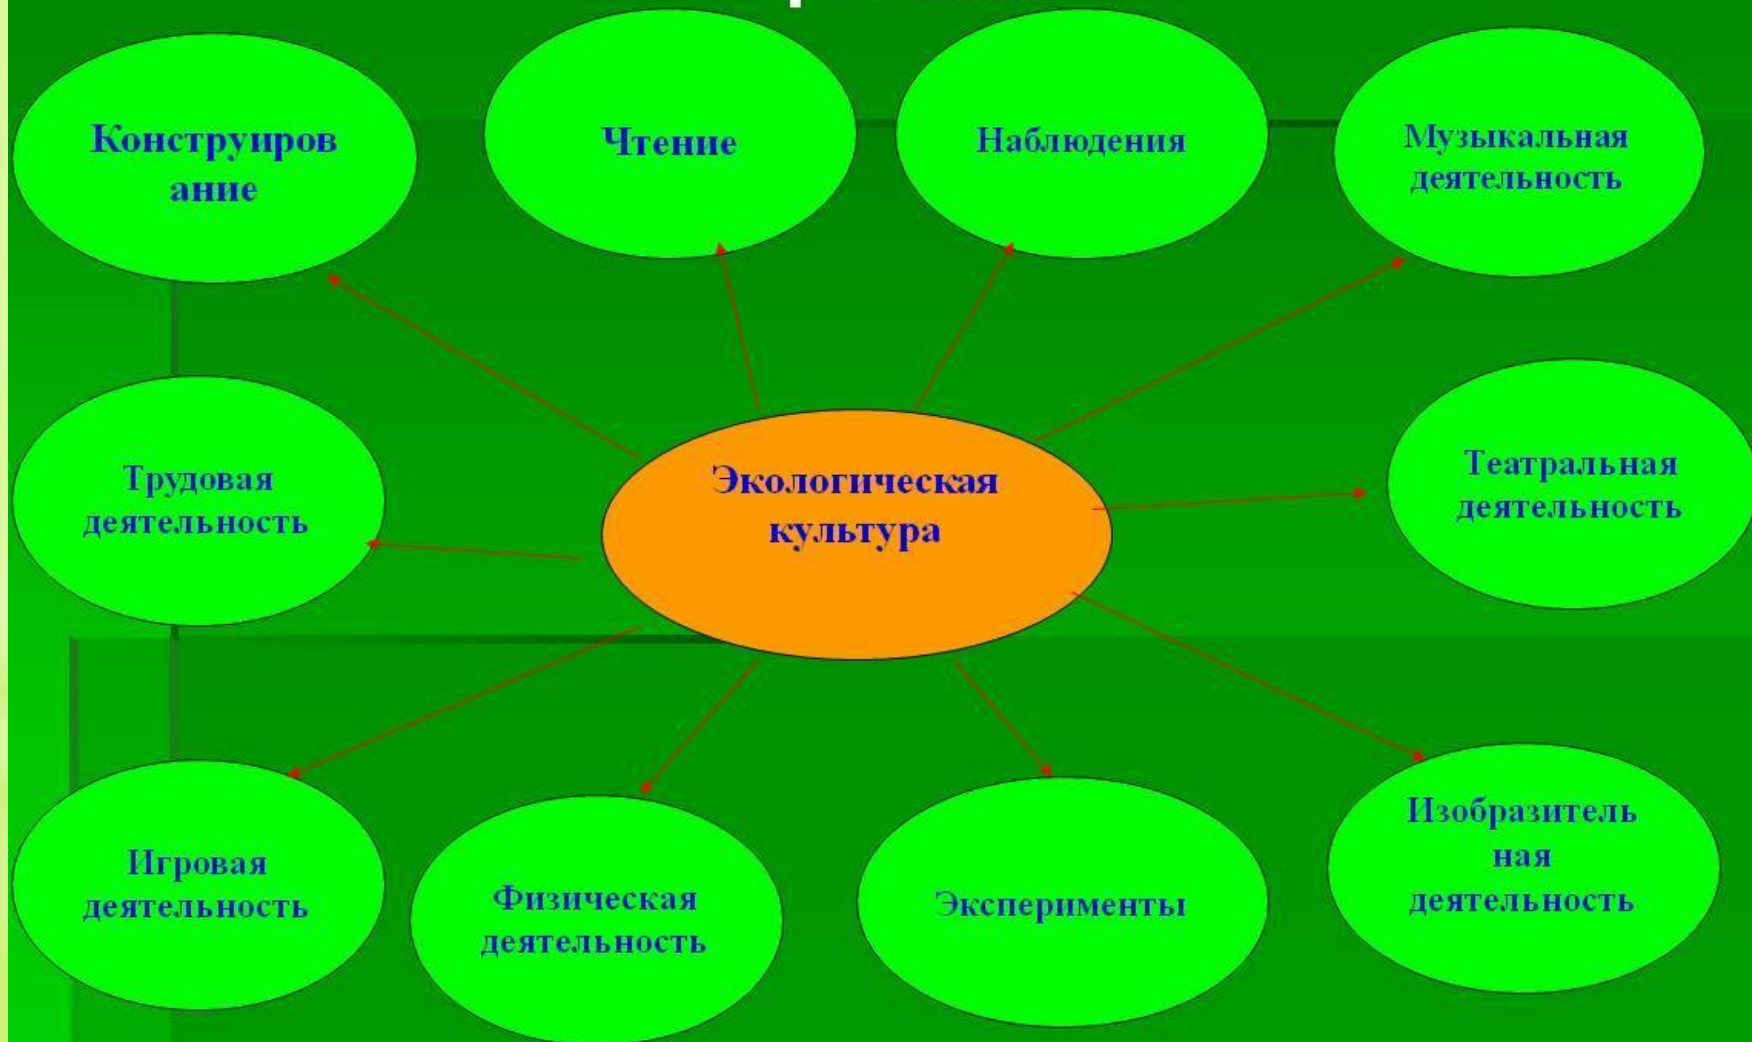 Конструиров
ание
Чтение
Наблюдения
Музыкальная
деятельность
Трудовая
деятельность
Экологическая
культура
Театральная
деятельность
Игровая
деятельность
Физическая
деятельность
Эксперименты
Изобразитель
ная
деятельность